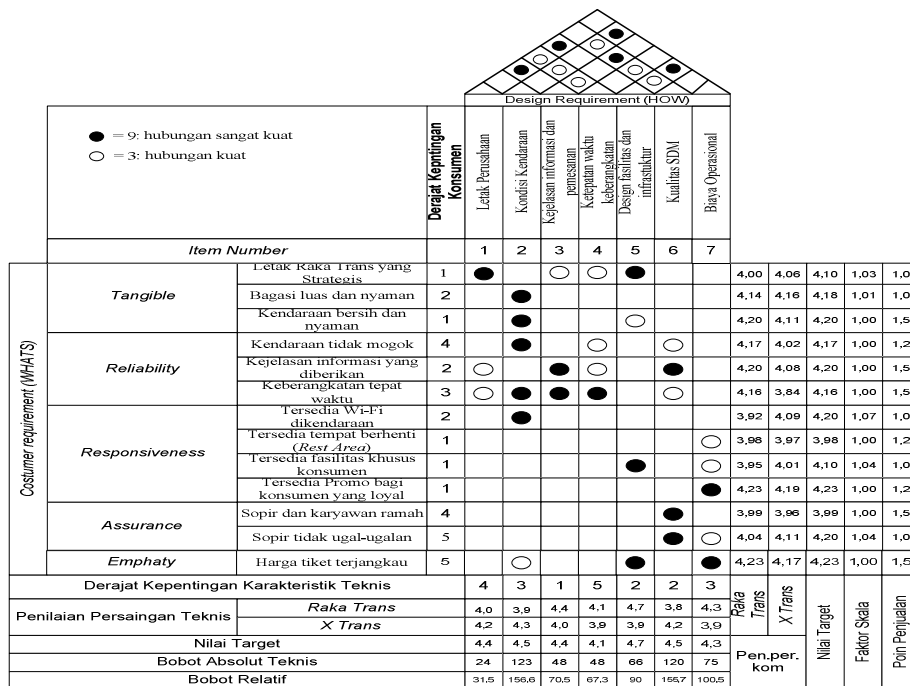 Design Requirement (HOW)
= 9: hubungan sangat kuat
= 3: hubungan kuat
Derajat Kepntingan
Konsumen
Letak Perusahaan
Kondisi Kendaraan
Kejelasan informasi dan
pemesanan
Ketepatan waktu
keberangkatan
Design fasilitas dan
infrastuktur
Kualitas SDM
Biaya Operasional
Item Number 1 2 3 4 5 6 7
Costumer requirement (WHATS)
Tangible
Letak Raka Trans yang
Strategis
1 4,00 4,06 4,10 1,03 1,0
Bagasi luas dan nyaman 2 4,14 4,16 4,18 1,01 1,0
Kendaraan bersih dan
nyaman
1 4,20 4,11 4,20 1,00 1,5
Reliability
Kendaraan tidak mogok 4 4,17 4,02 4,17 1,00 1,2
Kejelasan informasi yang
diberikan
2 4,20 4,08 4,20 1,00 1,5
Keberangkatan tepat
waktu
3 4,16 3,84 4,16 1,00 1,5
Responsiveness
Tersedia Wi-Fi
dikendaraan
2 3,92 4,09 4,20 1,07 1,0
Tersedia tempat berhenti
(Rest Area)
1 3,98 3,97 3,98 1,00 1,2
Tersedia fasilitas khusus
konsumen
1 3,95 4,01 4,10 1,04 1,0
Tersedia Promo bagi
konsumen yang loyal
1 4,23 4,19 4,23 1,00 1,2
Assurance
Sopir dan karyawan ramah 4 3,99 3,96 3,99 1,00 1,5
Sopir tidak ugal-ugalan 5 4,04 4,11 4,20 1,04 1,0
Emphaty
Harga tiket terjangkau 5 4,23 4,17 4,23 1,00 1,5
Derajat Kepentingan Karakteristik Teknis 4 3 1 5 2 2 3
Penilaian Persaingan Teknis
Raka Trans 4,0 3,9 4,4 4,1 4,7 3,8 4,3
X Trans 4,2 4,3 4,0 3,9 3,9 4,2 3,9
Nilai Target 4,4 4,5 4,4 4,1 4,7 4,5 4,3
Bobot Absolut Teknis 24 123 48 48 66 120 75
Bobot Relatif 31,5 156,6 70,5 67,3 90 155,7 100,5
Raka
Trans
X Trans
Pen.per.
kom
Nilai Target
Faktor Skala
Poin Penjualan